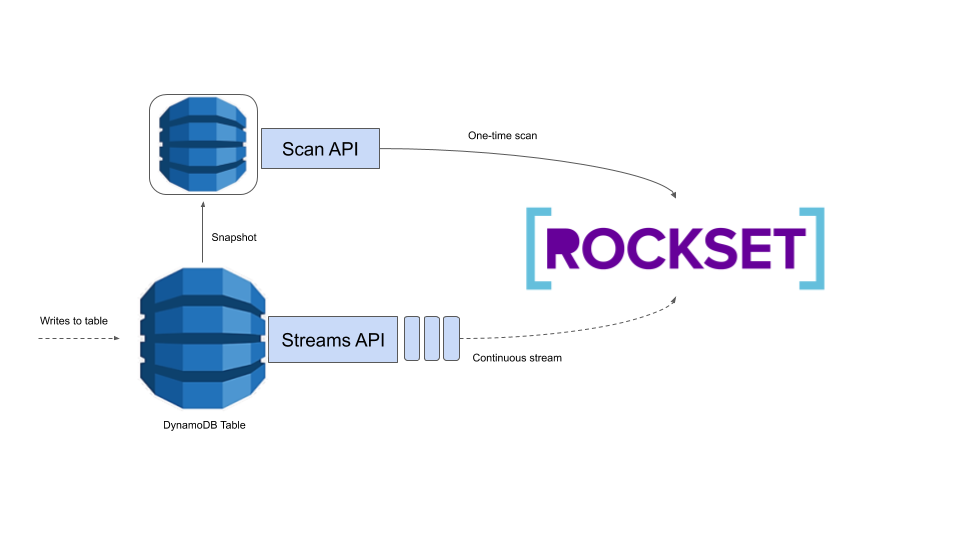 One-time scan
Scan API
Snapshot
[ROCKSET]
Writes to table
Streams API
Continuous stream
DynamoDB Table